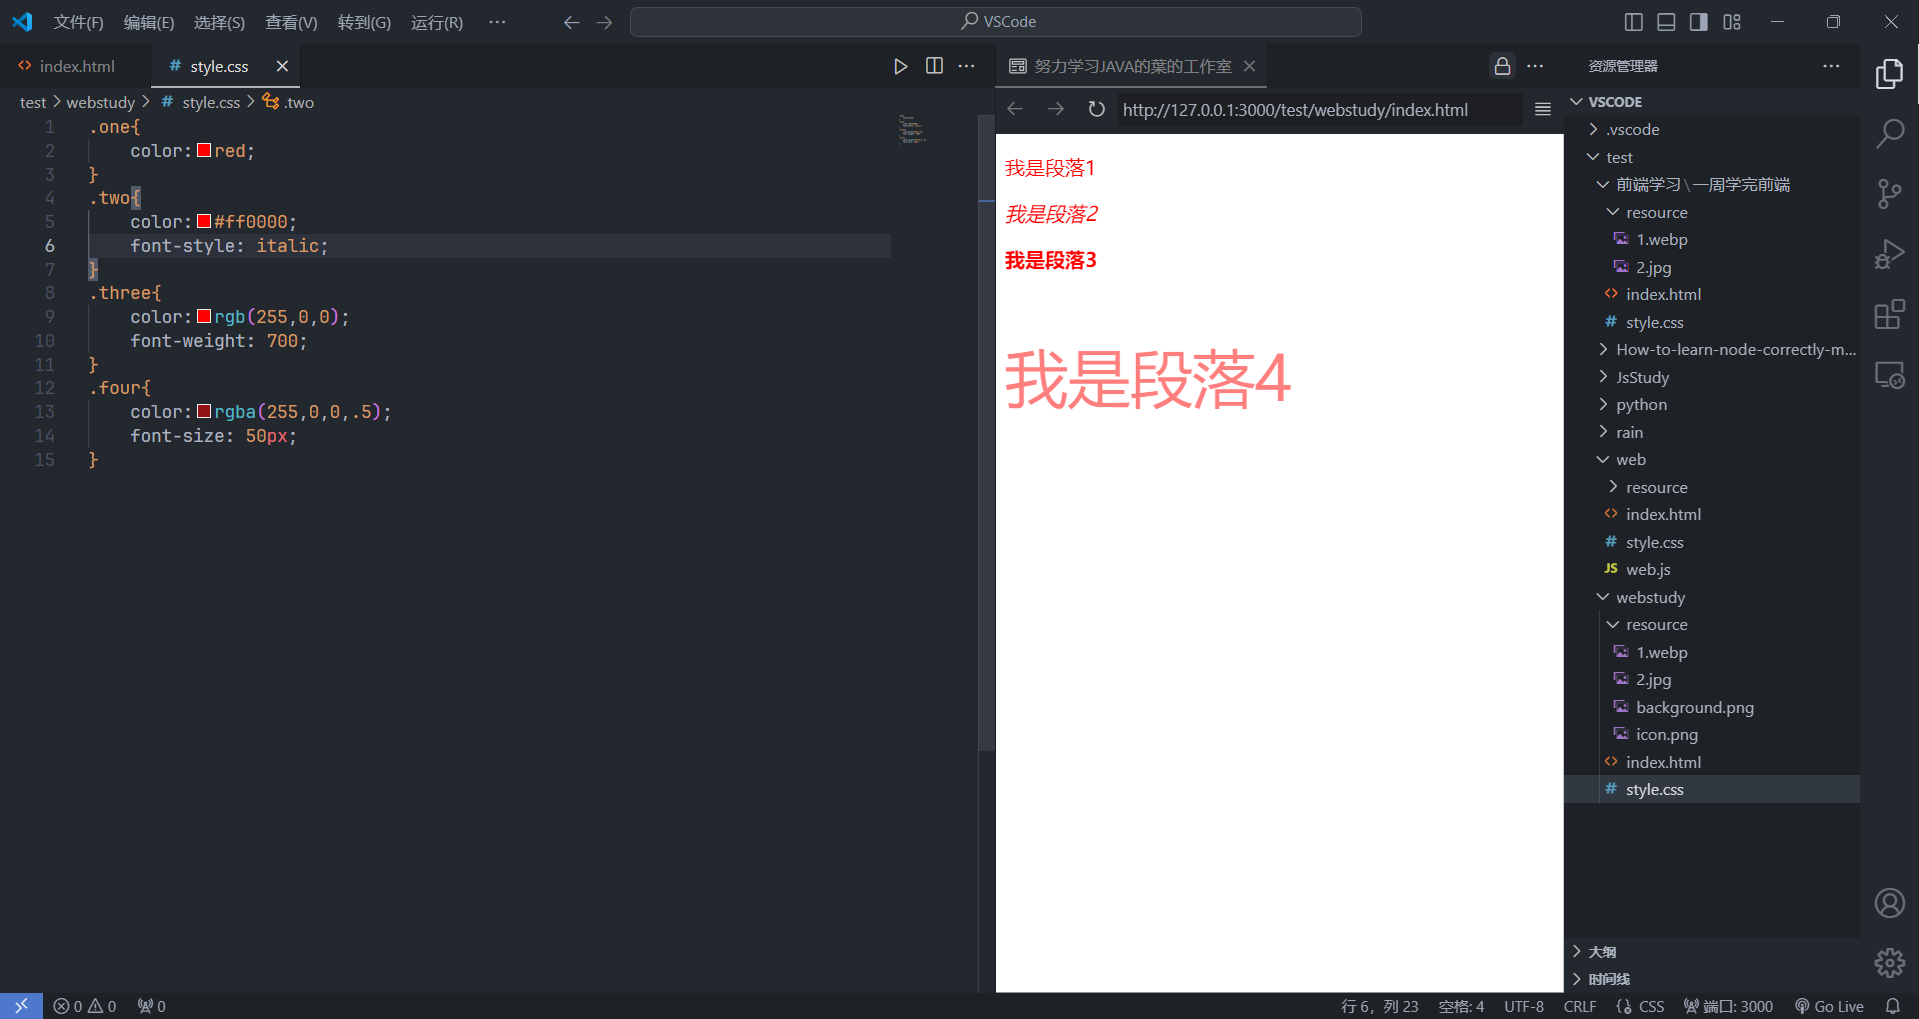 文件(F) 编辑(E) 选择(S) 查看(V) 转到(G) 运行(R) ··· VSCode
index.html style.css 努力学习JAVA的葉的工作室 资源管理器
test > webstudy > # style.css > .two
http://127.0.0.1:3000/test/webstudy/index.html
1 .one{
2 color:red;
3 }
4 .two{
5 color:#ff0000;
6 font-style: italic;
7 }
8 .three{
9 color:rgb(255,0,0);
10 font-weight: 700;
11 }
12 .four{
13 color:rgba(255,0,0,.5);
14 font-size: 50px;
15 }
我是段落1
我是段落2
我是段落3
我是段落4
VSCODE
.vscode
test
前端学习\一周学完前端
resource
1.webp
2.jpg
index.html
# style.css
How-to-learn-node-correctly-m...
JsStudy
python
rain
web
resource
index.html
# style.css
JS web.js
webstudy
resource
1.webp
2.jpg
background.png
icon.png
index.html
# style.css
大纲
时间线
0 0 0 行 6，列 23 空格: 4 UTF-8 CRLF CSS 端口: 3000 Go Live